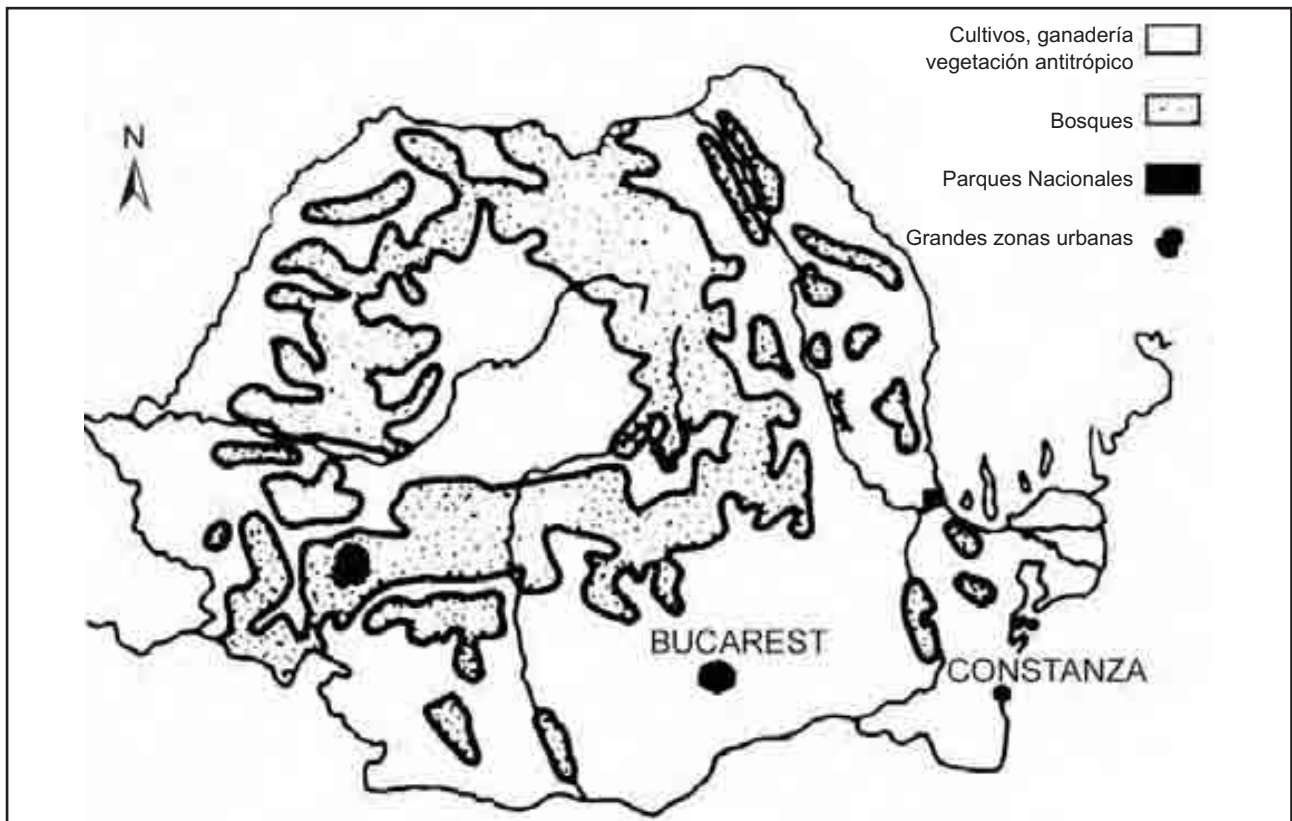 Cultivos, ganadería
vegetación antitrópico
Bosques
Parques Nacionales
Grandes zonas urbanas
N
BUCAREST
CONSTANZA